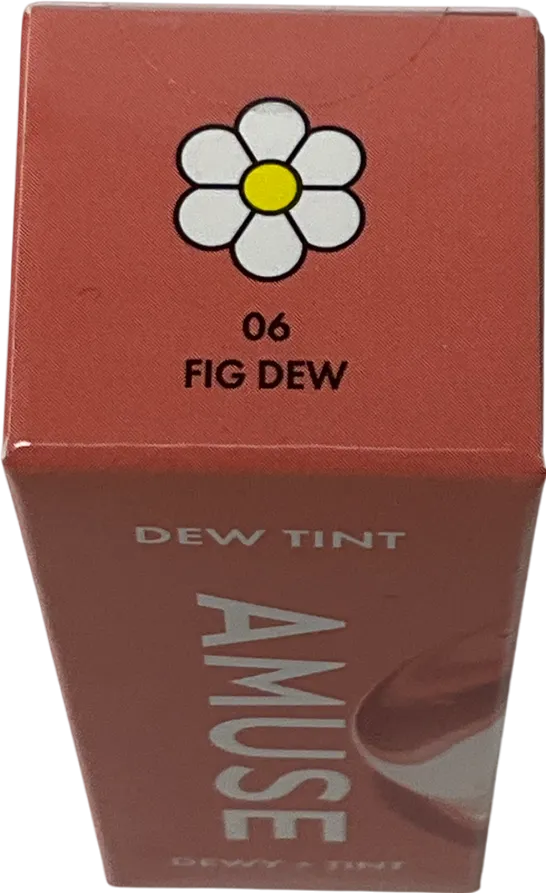 06
FIG DEW
DEW TINT
AMUSE
DEWY + TINT